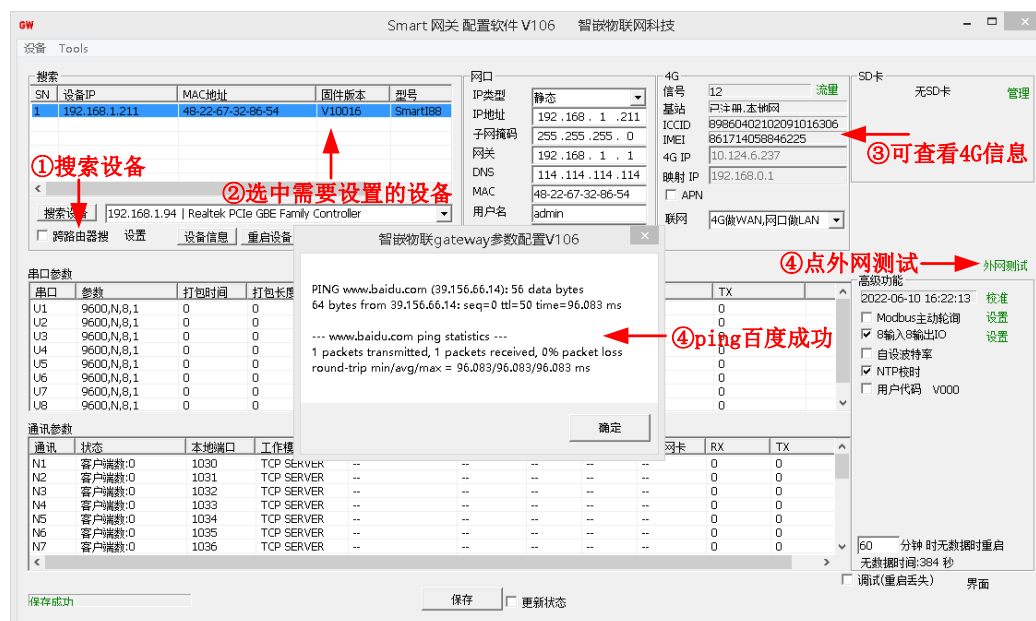 GW
Smart 网关 配置软件 V106 智嵌物联网科技
设备 Tools
搜索
SN 设备IP MAC地址 固件版本 型号
1 192.168.1.211 48-22-67-32-86-54 V10016 SmartI88
①搜索设备
②选中需要设置的设备
搜索设备 192.168.1.94 | Realtek PCIe GBE Family Controller
跨路由器搜 设置 设备信息 重启设备
网口
IP类型 静态
IP地址 192 .168 . 1 .211
子网掩码 255 .255 .255 . 0
网关 192 .168 . 1 . 1
DNS 114 .114 .114 .114
MAC 48-22-67-32-86-54
用户名 admin
4G
信号 12 流量
基站 已注册,本地网
ICCID 89860402102091016306
IMEI 861714058846225
4G IP 10.124.6.237
映射 IP 192.168.0.1
APN
联网 4G做WAN,网口做LAN
SD卡
无SD卡 管理
③可查看4G信息
④点外网测试
外网测试
智嵌物联gateway参数配置V106
PING www.baidu.com (39.156.66.14): 56 data bytes
64 bytes from 39.156.66.14: seq=0 ttl=50 time=96.083 ms
--- www.baidu.com ping statistics ---
1 packets transmitted, 1 packets received, 0% packet loss
round-trip min/avg/max = 96.083/96.083/96.083 ms
确定
④ping百度成功
串口参数
串口 参数 打包时间 打包长度 TX
U1 9600,N,8,1 0 0 0
U2 9600,N,8,1 0 0 0
U3 9600,N,8,1 0 0 0
U4 9600,N,8,1 0 0 0
U5 9600,N,8,1 0 0 0
U6 9600,N,8,1 0 0 0
U7 9600,N,8,1 0 0 0
U8 9600,N,8,1 0 0 0
高级功能
2022-06-10 16:22:13 校准
Modbus主动轮询 设置
8输入8输出IO 设置
自设波特率
NTP校时
用户代码 V000
通讯参数
通讯 状态 本地端口 工作模 网卡 RX TX
N1 客户端数:0 1030 TCP SERVER -- -- -- -- -- 0 0
N2 客户端数:0 1031 TCP SERVER -- -- -- -- -- 0 0
N3 客户端数:0 1032 TCP SERVER -- -- -- -- -- 0 0
N4 客户端数:0 1033 TCP SERVER -- -- -- -- -- 0 0
N5 客户端数:0 1034 TCP SERVER -- -- -- -- -- 0 0
N6 客户端数:0 1035 TCP SERVER -- -- -- -- -- 0 0
N7 客户端数:0 1036 TCP SERVER -- -- -- -- -- 0 0
60 分钟 时无数据时重启
无数据时间:384 秒
调试(重启丢失) 界面
保存成功 保存 更新状态